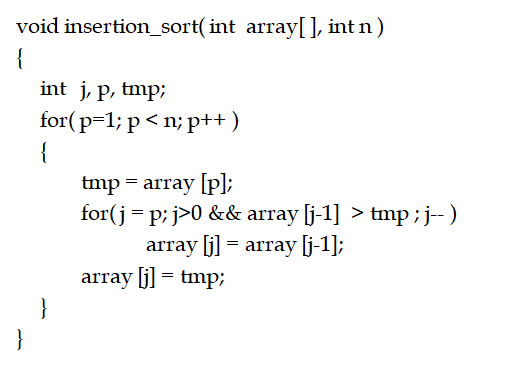 void insertion_sort( int array[ ], int n )
{
int j, p, tmp;
for( p=1; p < n; p++ )
{
tmp = array [p];
for( j = p; j>0 && array [j-1] > tmp ; j-- )
array [j] = array [j-1];
array [j] = tmp;
}
}